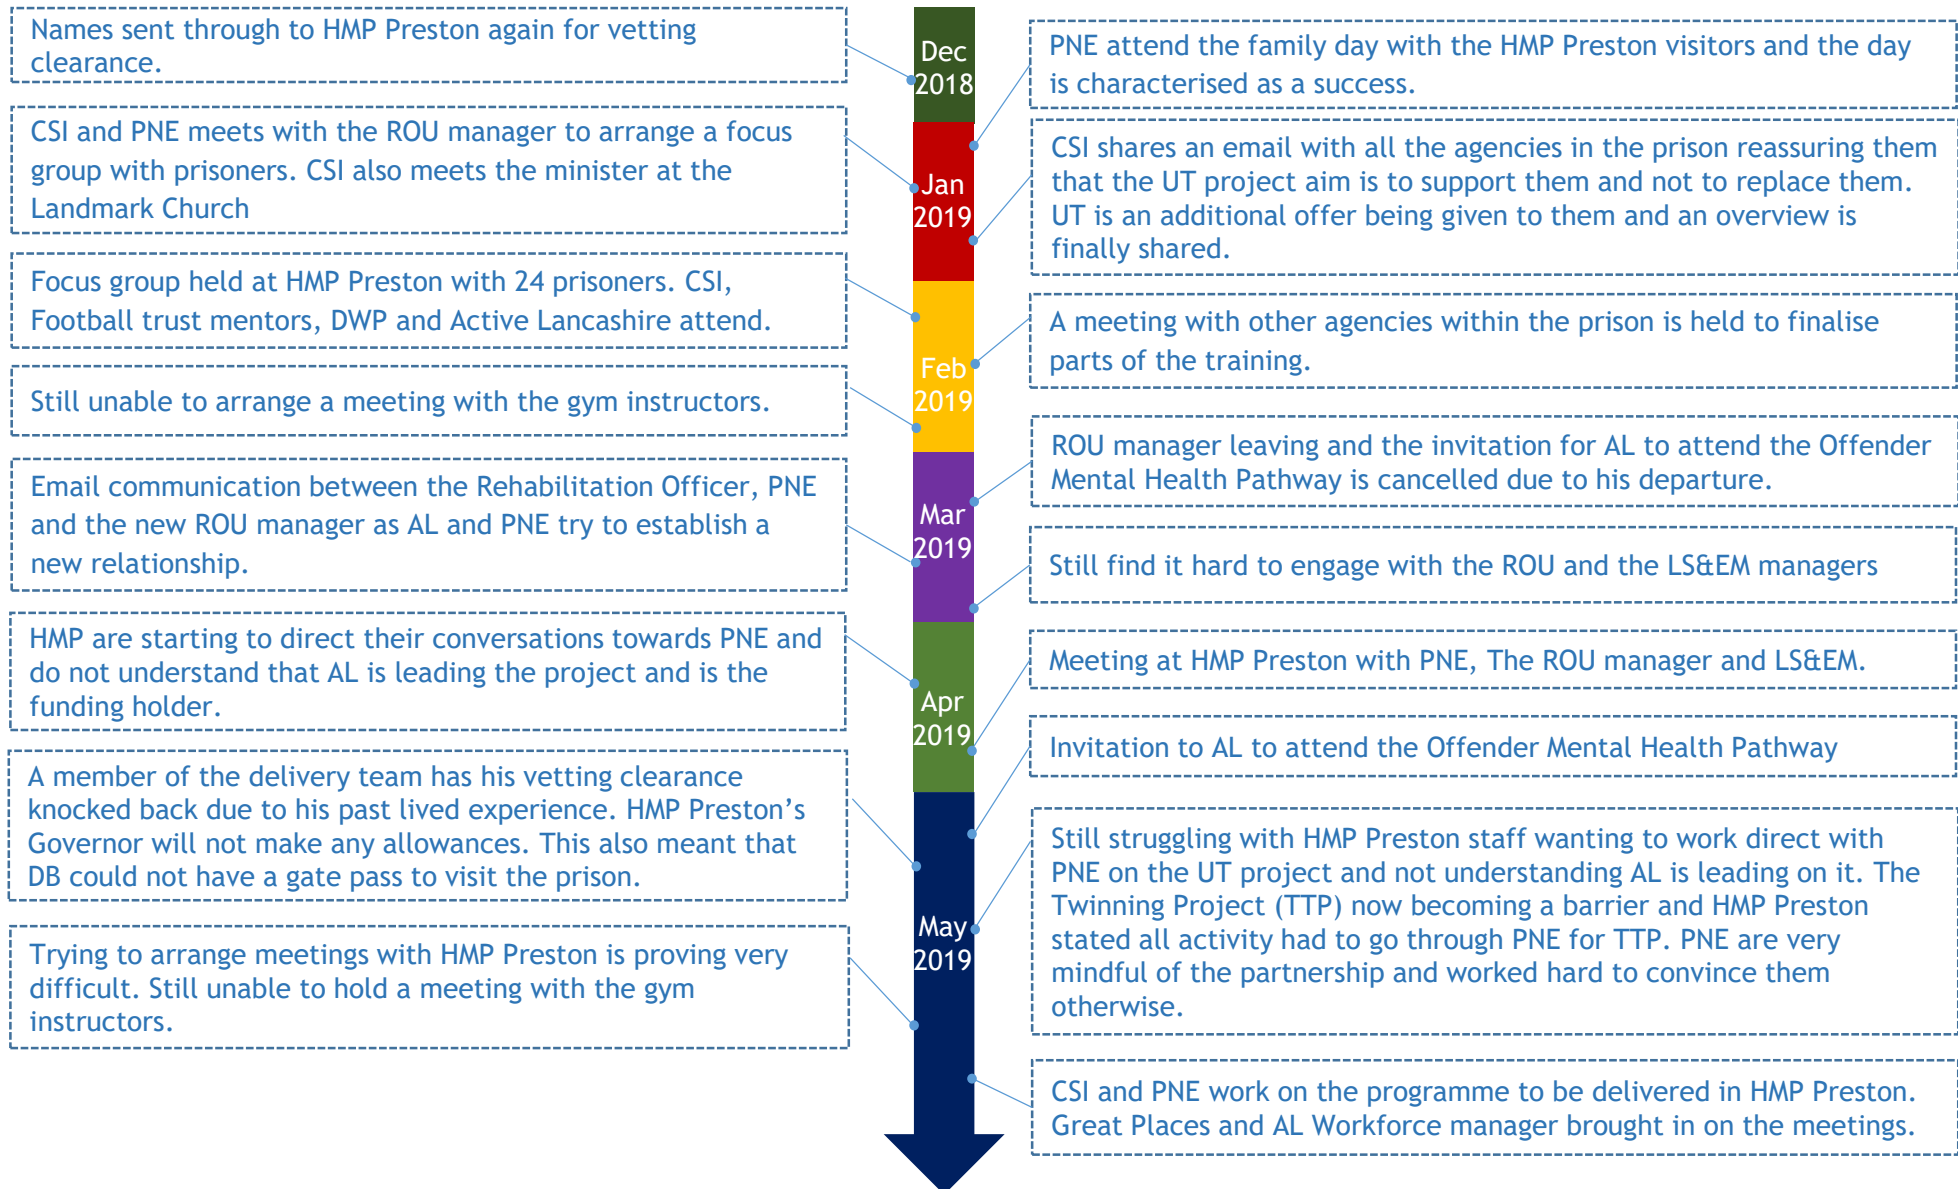 Names sent through to HMP Preston again for vetting
clearance.
Dec
2018
PNE attend the family day with the HMP Preston visitors and the day
is characterised as a success.
CSI and PNE meets with the ROU manager to arrange a focus
group with prisoners. CSI also meets the minister at the
Landmark Church
Jan
2019
CSI shares an email with all the agencies in the prison reassuring them
that the UT project aim is to support them and not to replace them.
UT is an additional offer being given to them and an overview is
finally shared.
Focus group held at HMP Preston with 24 prisoners. CSI,
Football trust mentors, DWP and Active Lancashire attend.
Feb
2019
A meeting with other agencies within the prison is held to finalise
parts of the training.
Still unable to arrange a meeting with the gym instructors.
ROU manager leaving and the invitation for AL to attend the Offender
Mental Health Pathway is cancelled due to his departure.
Email communication between the Rehabilitation Officer, PNE
and the new ROU manager as AL and PNE try to establish a
new relationship.
Mar
2019
Still find it hard to engage with the ROU and the LS&EM managers
HMP are starting to direct their conversations towards PNE and
do not understand that AL is leading the project and is the
funding holder.
Apr
2019
Meeting at HMP Preston with PNE, The ROU manager and LS&EM.
Invitation to AL to attend the Offender Mental Health Pathway
A member of the delivery team has his vetting clearance
knocked back due to his past lived experience. HMP Preston’s
Governor will not make any allowances. This also meant that
DB could not have a gate pass to visit the prison.
May
2019
Still struggling with HMP Preston staff wanting to work direct with
PNE on the UT project and not understanding AL is leading on it. The
Twinning Project (TTP) now becoming a barrier and HMP Preston
stated all activity had to go through PNE for TTP. PNE are very
mindful of the partnership and worked hard to convince them
otherwise.
Trying to arrange meetings with HMP Preston is proving very
difficult. Still unable to hold a meeting with the gym
instructors.
CSI and PNE work on the programme to be delivered in HMP Preston.
Great Places and AL Workforce manager brought in on the meetings.